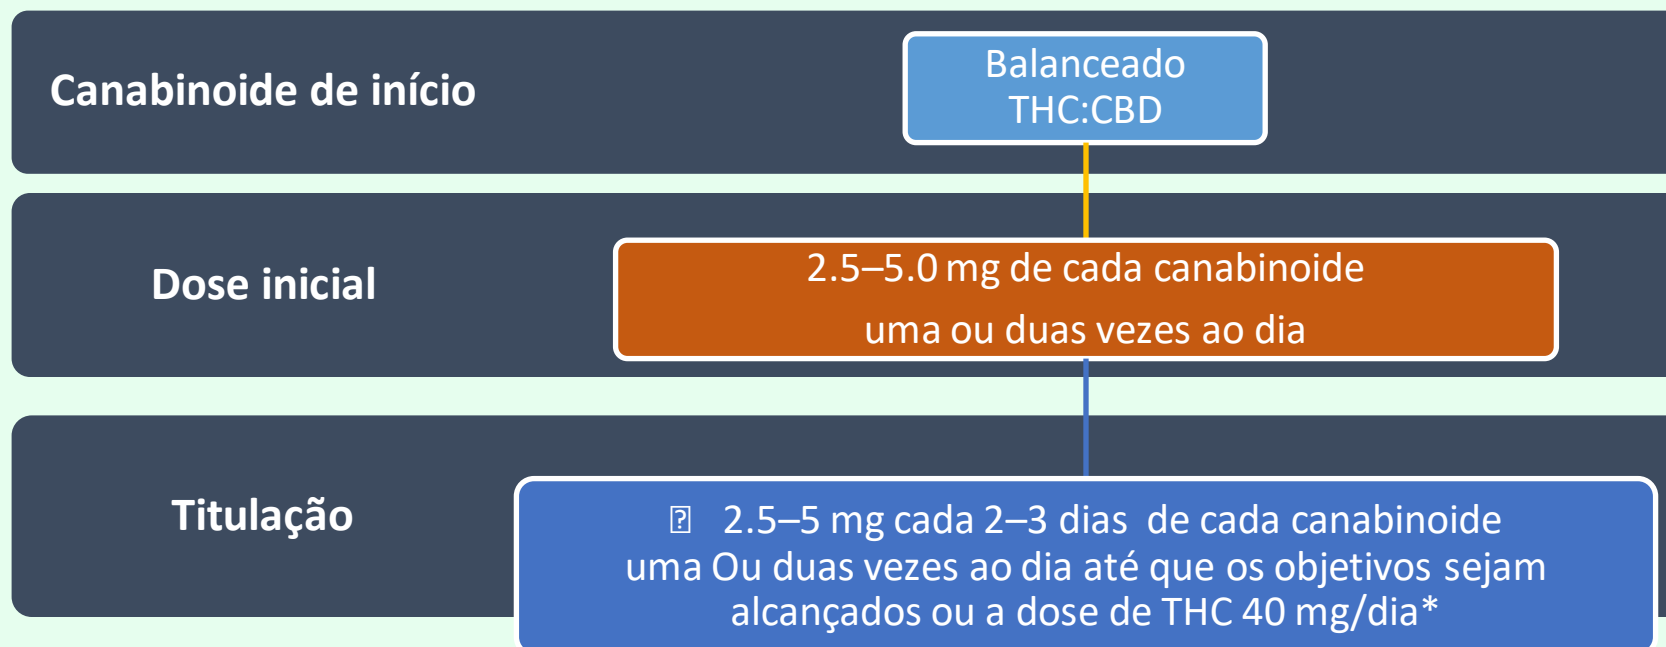 Canabinoide de início
Balanceado
THC:CBD
Dose inicial
2.5–5.0 mg de cada canabinoide
uma ou duas vezes ao dia
Titulação
2.5–5 mg cada 2–3 dias de cada canabinoide
uma Ou duas vezes ao dia até que os objetivos sejam
alcançados ou a dose de THC 40 mg/dia*